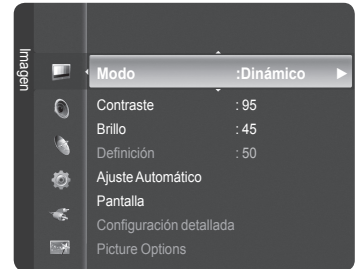 Imagen
Modo :Dinámico
Contraste : 95
Brillo : 45
Definición : 50
Ajuste Automático
Pantalla
Configuración detallada
Picture Options